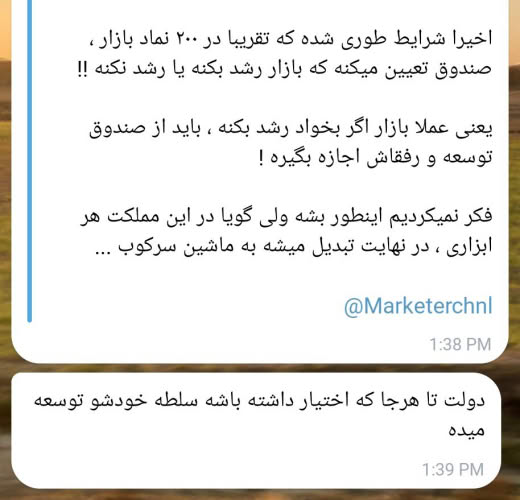 اخیرا شرایط طوری شده که تقریبا در ۲۰۰ نماد بازار ،
صندوق تعیین میکنه که بازار رشد بکنه یا رشد نکنه !!
یعنی عملا بازار اگر بخواد رشد بکنه ، باید از صندوق
توسعه و رفقاش اجازه بگیره !
فکر نمیکردیم اینطور بشه ولی گویا در این مملکت هر
ابزاری ، در نهایت تبدیل میشه به ماشین سرکوب ...
@Marketerchnl
1:38 PM
دولت تا هرجا که اختیار داشته باشه سلطه خودشو توسعه
میده
1:39 PM